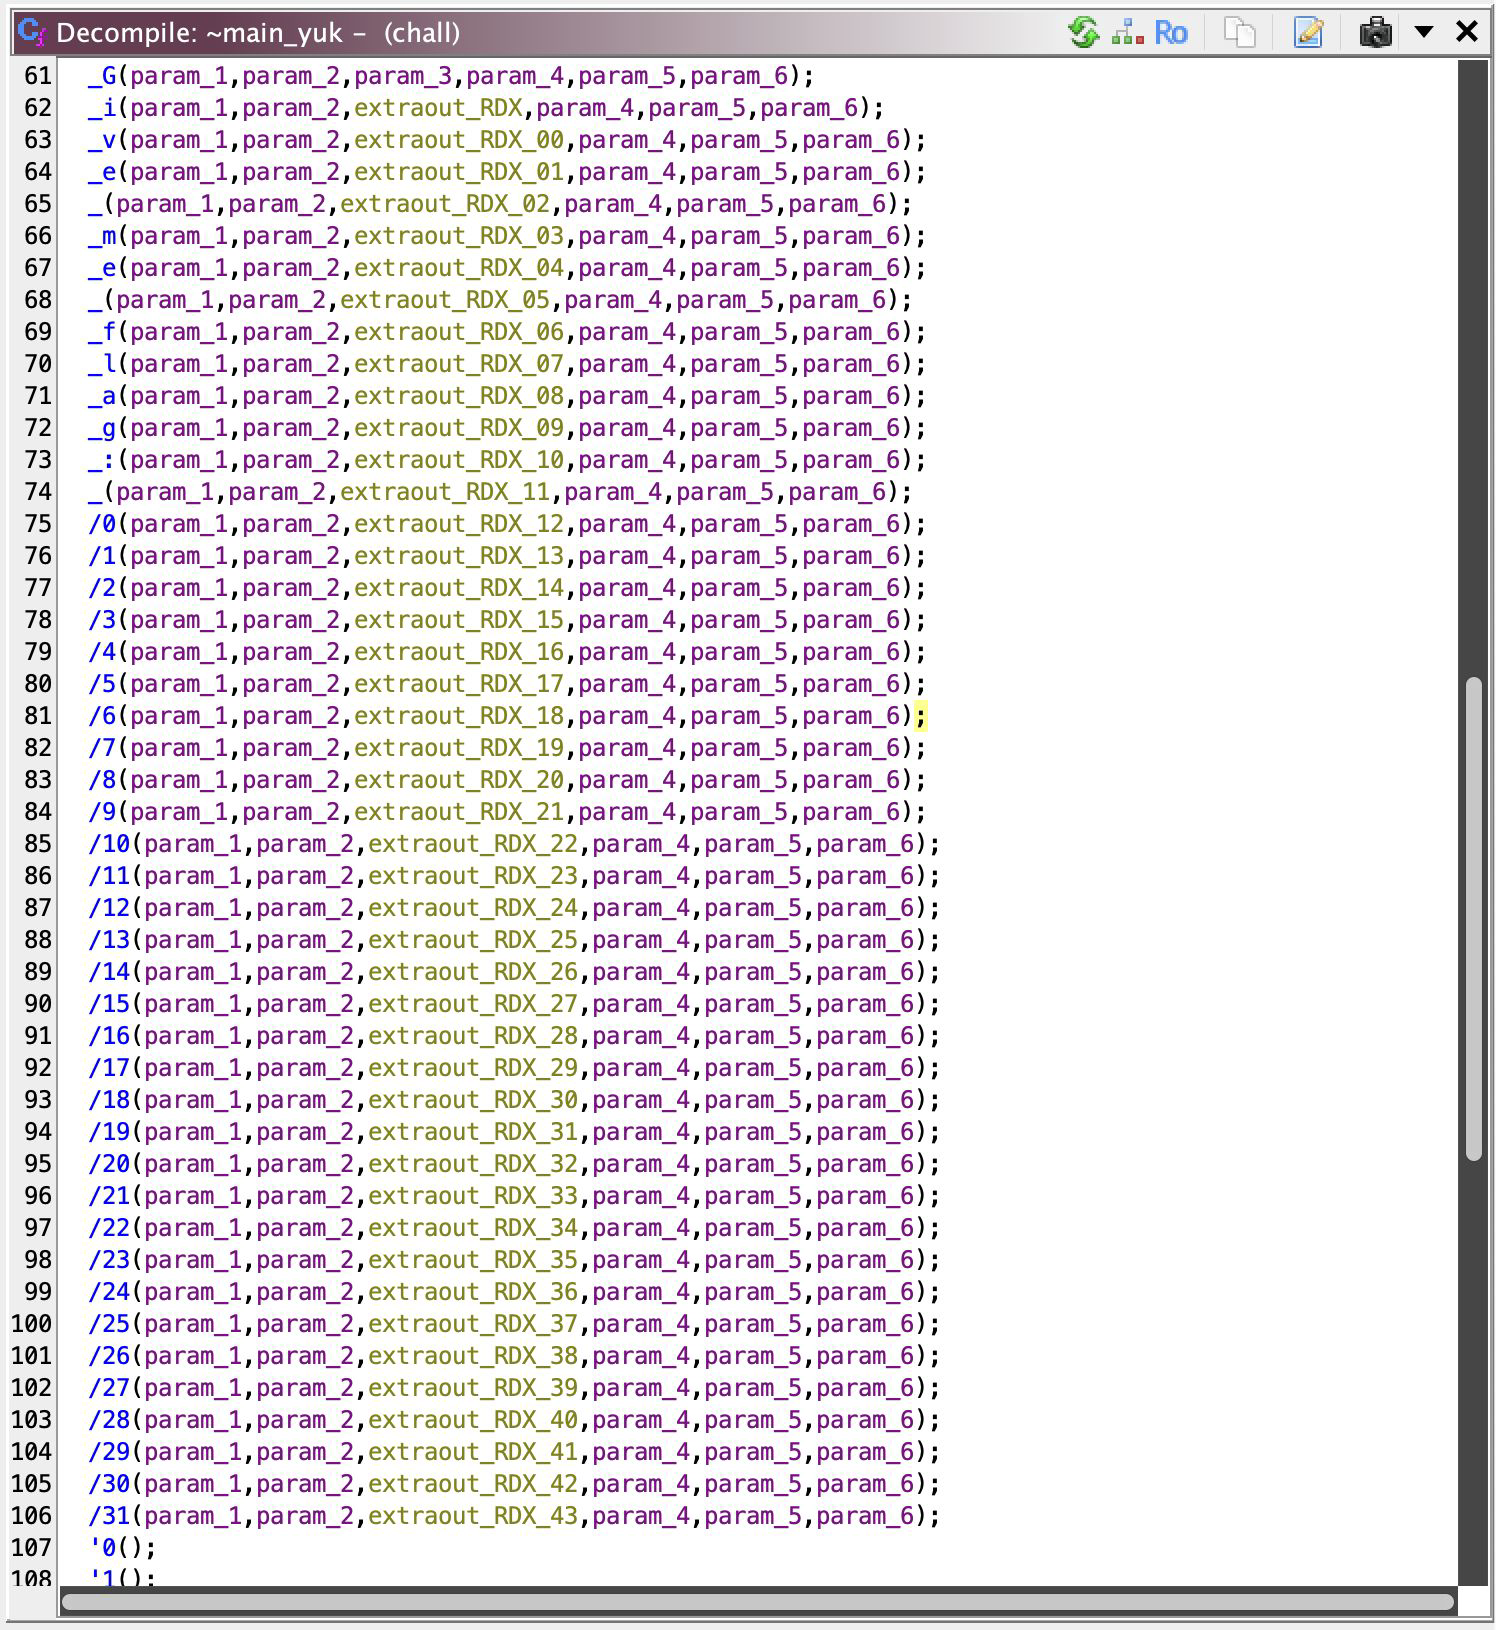 Decompile: ~main_yuk – (chall)
Ro
61 _G(param_1,param_2,param_3,param_4,param_5,param_6);
62 _i(param_1,param_2,extraout_RDX,param_4,param_5,param_6);
63 _v(param_1,param_2,extraout_RDX_00,param_4,param_5,param_6);
64 _e(param_1,param_2,extraout_RDX_01,param_4,param_5,param_6);
65 _(param_1,param_2,extraout_RDX_02,param_4,param_5,param_6);
66 _m(param_1,param_2,extraout_RDX_03,param_4,param_5,param_6);
67 _e(param_1,param_2,extraout_RDX_04,param_4,param_5,param_6);
68 _(param_1,param_2,extraout_RDX_05,param_4,param_5,param_6);
69 _f(param_1,param_2,extraout_RDX_06,param_4,param_5,param_6);
70 _l(param_1,param_2,extraout_RDX_07,param_4,param_5,param_6);
71 _a(param_1,param_2,extraout_RDX_08,param_4,param_5,param_6);
72 _g(param_1,param_2,extraout_RDX_09,param_4,param_5,param_6);
73 _:(param_1,param_2,extraout_RDX_10,param_4,param_5,param_6);
74 _(param_1,param_2,extraout_RDX_11,param_4,param_5,param_6);
75 /0(param_1,param_2,extraout_RDX_12,param_4,param_5,param_6);
76 /1(param_1,param_2,extraout_RDX_13,param_4,param_5,param_6);
77 /2(param_1,param_2,extraout_RDX_14,param_4,param_5,param_6);
78 /3(param_1,param_2,extraout_RDX_15,param_4,param_5,param_6);
79 /4(param_1,param_2,extraout_RDX_16,param_4,param_5,param_6);
80 /5(param_1,param_2,extraout_RDX_17,param_4,param_5,param_6);
81 /6(param_1,param_2,extraout_RDX_18,param_4,param_5,param_6);
82 /7(param_1,param_2,extraout_RDX_19,param_4,param_5,param_6);
83 /8(param_1,param_2,extraout_RDX_20,param_4,param_5,param_6);
84 /9(param_1,param_2,extraout_RDX_21,param_4,param_5,param_6);
85 /10(param_1,param_2,extraout_RDX_22,param_4,param_5,param_6);
86 /11(param_1,param_2,extraout_RDX_23,param_4,param_5,param_6);
87 /12(param_1,param_2,extraout_RDX_24,param_4,param_5,param_6);
88 /13(param_1,param_2,extraout_RDX_25,param_4,param_5,param_6);
89 /14(param_1,param_2,extraout_RDX_26,param_4,param_5,param_6);
90 /15(param_1,param_2,extraout_RDX_27,param_4,param_5,param_6);
91 /16(param_1,param_2,extraout_RDX_28,param_4,param_5,param_6);
92 /17(param_1,param_2,extraout_RDX_29,param_4,param_5,param_6);
93 /18(param_1,param_2,extraout_RDX_30,param_4,param_5,param_6);
94 /19(param_1,param_2,extraout_RDX_31,param_4,param_5,param_6);
95 /20(param_1,param_2,extraout_RDX_32,param_4,param_5,param_6);
96 /21(param_1,param_2,extraout_RDX_33,param_4,param_5,param_6);
97 /22(param_1,param_2,extraout_RDX_34,param_4,param_5,param_6);
98 /23(param_1,param_2,extraout_RDX_35,param_4,param_5,param_6);
99 /24(param_1,param_2,extraout_RDX_36,param_4,param_5,param_6);
100 /25(param_1,param_2,extraout_RDX_37,param_4,param_5,param_6);
101 /26(param_1,param_2,extraout_RDX_38,param_4,param_5,param_6);
102 /27(param_1,param_2,extraout_RDX_39,param_4,param_5,param_6);
103 /28(param_1,param_2,extraout_RDX_40,param_4,param_5,param_6);
104 /29(param_1,param_2,extraout_RDX_41,param_4,param_5,param_6);
105 /30(param_1,param_2,extraout_RDX_42,param_4,param_5,param_6);
106 /31(param_1,param_2,extraout_RDX_43,param_4,param_5,param_6);
107 '0();
108 '1();